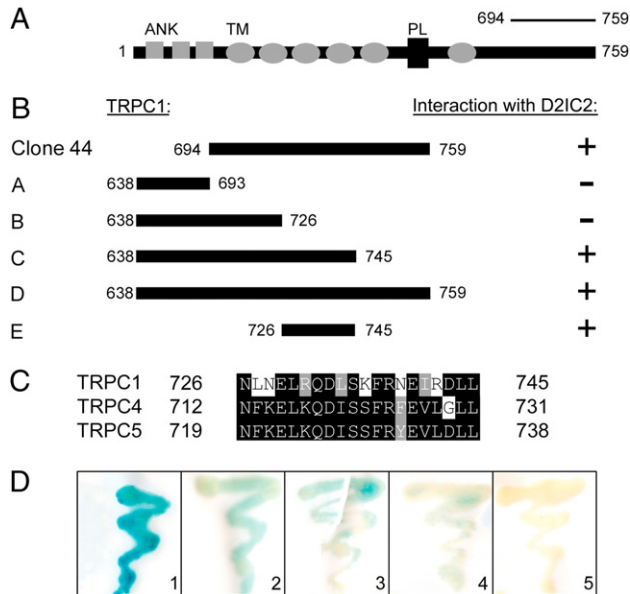 A
694 759
ANK TM PL
1 759
B TRPC1: Interaction with D2IC2:
Clone 44 694 759 +
A 638 693 -
B 638 726 -
C 638 745 +
D 638 759 +
E 726 745 +
C
TRPC1 726 NLNELRQDLSKFRNEIRDLL 745
TRPC4 712 NFKELKQDISSFRFEVLGLL 731
TRPC5 719 NFKELKQDISSFRYEVLDLL 738
D
1 2 3 4 5